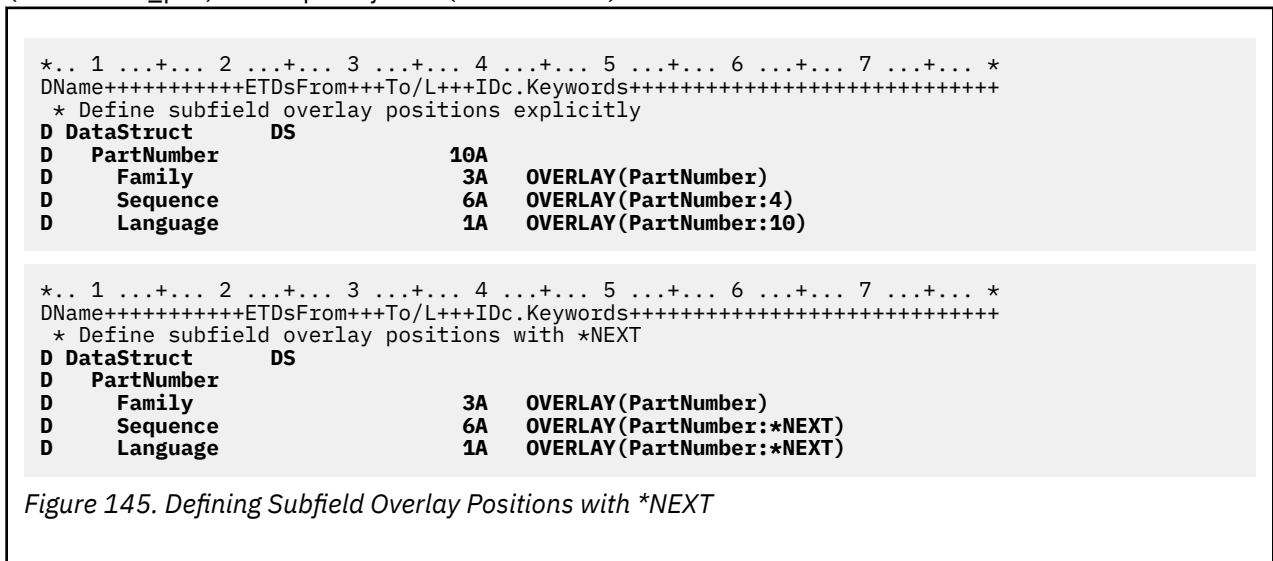 *.. 1 ...+... 2 ...+... 3 ...+... 4 ...+... 5 ...+... 6 ...+... 7 ...+... *
DName+++++++++++ETDsFrom+++To/L+++IDc.Keywords+++++++++++++++++++++++++++++
 * Define subfield overlay positions explicitly
D DataStruct      DS
D   PartNumber                  10A
D     Family                     3A   OVERLAY(PartNumber)
D     Sequence                   6A   OVERLAY(PartNumber:4)
D     Language                   1A   OVERLAY(PartNumber:10)
*.. 1 ...+... 2 ...+... 3 ...+... 4 ...+... 5 ...+... 6 ...+... 7 ...+... *
DName+++++++++++ETDsFrom+++To/L+++IDc.Keywords+++++++++++++++++++++++++++++
 * Define subfield overlay positions with *NEXT
D DataStruct      DS
D   PartNumber
D     Family                     3A   OVERLAY(PartNumber)
D     Sequence                   6A   OVERLAY(PartNumber:*NEXT)
D     Language                   1A   OVERLAY(PartNumber:*NEXT)
Figure 145. Defining Subfield Overlay Positions with *NEXT